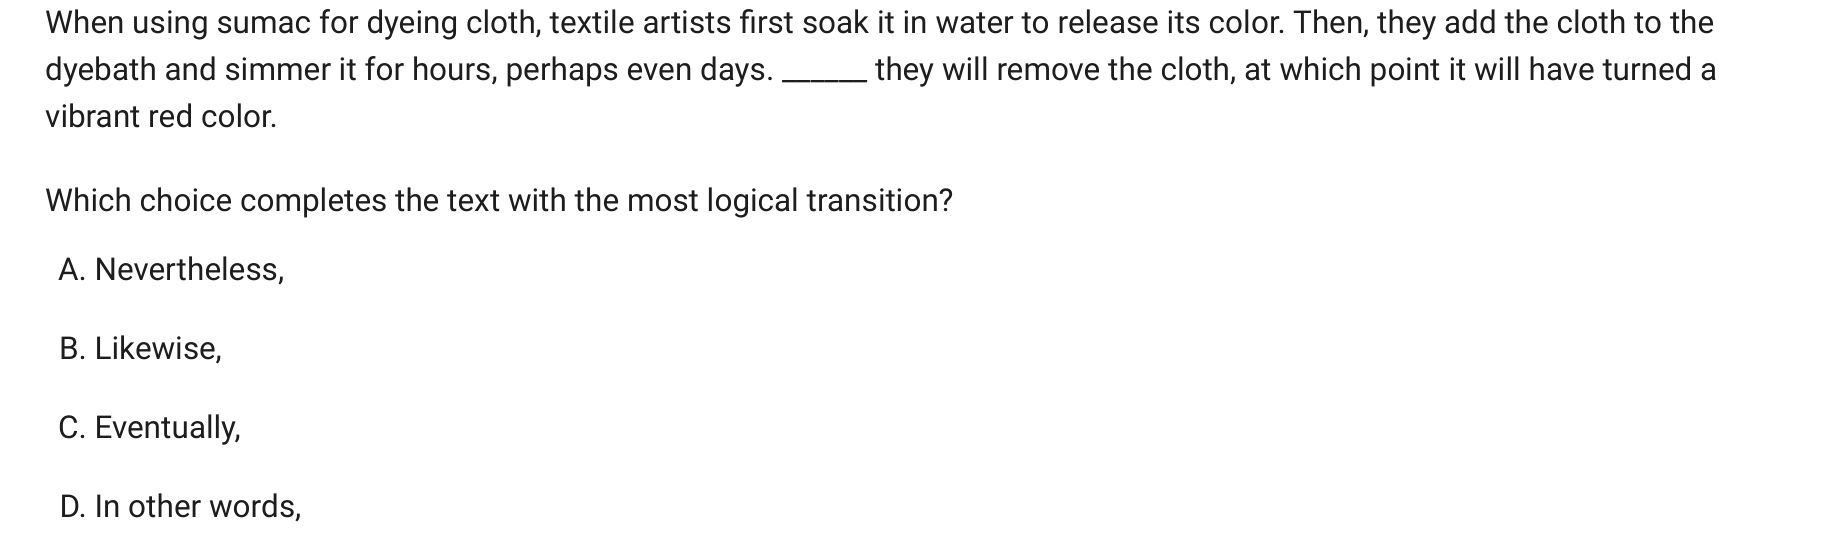 When using sumac for dyeing cloth, textile artists first soak it in water to release its color. Then, they add the cloth to the
dyebath and simmer it for hours, perhaps even days. ______ they will remove the cloth, at which point it will have turned a
vibrant red color.
Which choice completes the text with the most logical transition?
A. Nevertheless,
B. Likewise,
C. Eventually,
D. In other words,